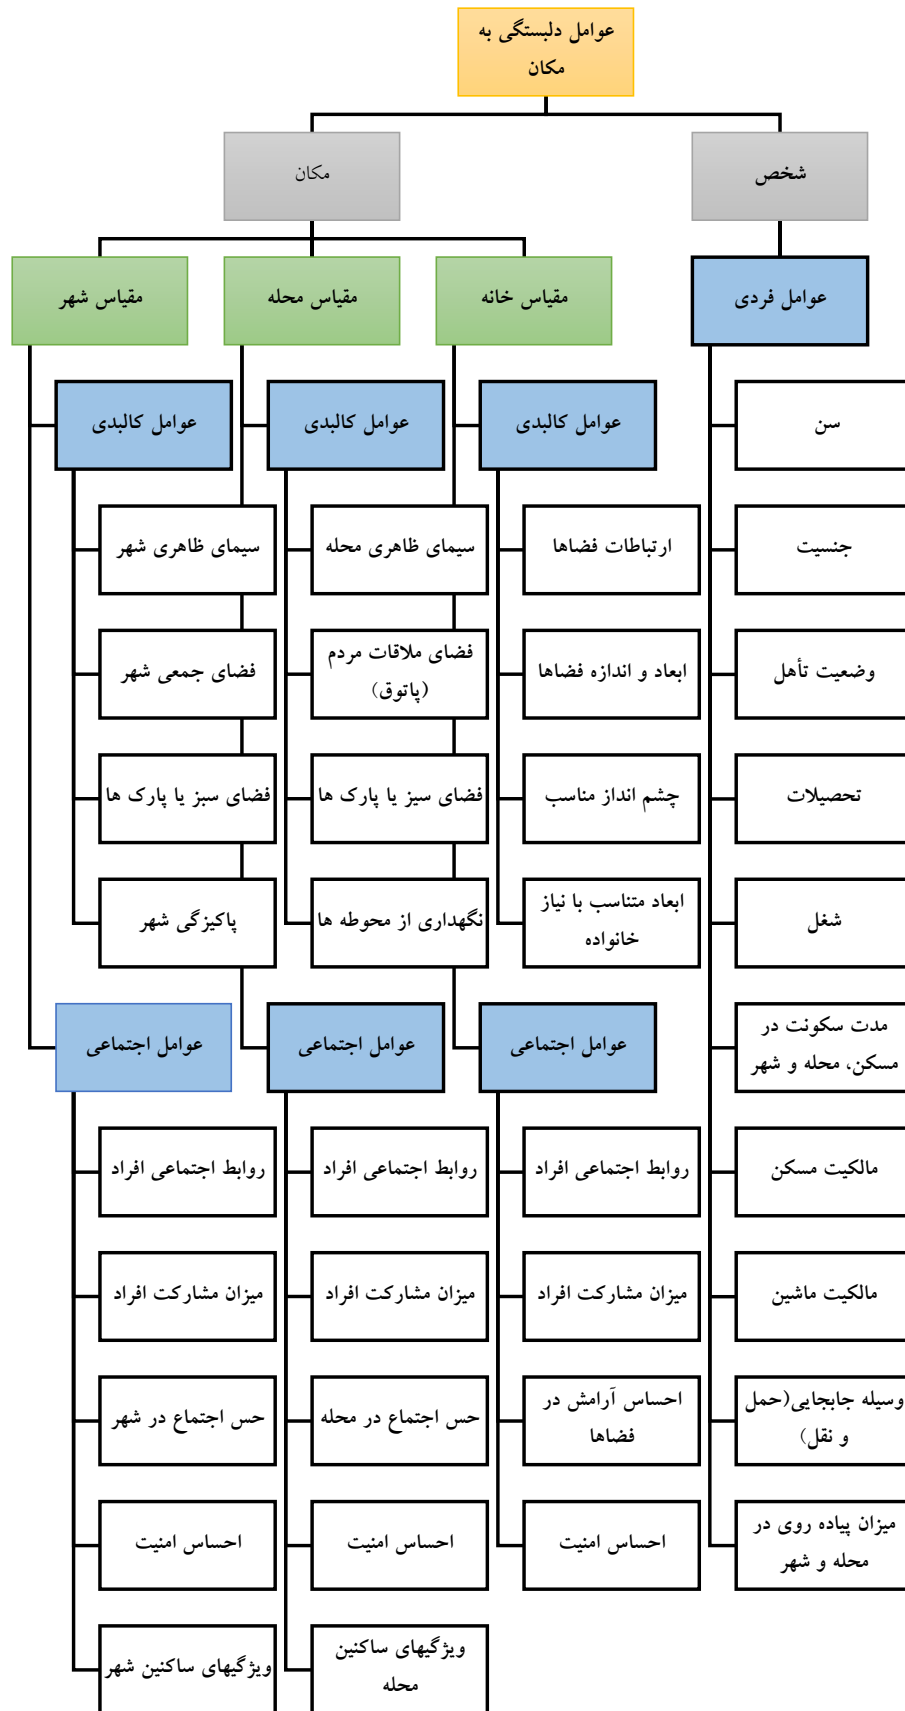 عوامل دلبستگی به
مکان
شخص
مکان
عوامل فردی
مقیاس خانه
مقیاس محله
مقیاس شهر
سن
جنسیت
وضعیت تأهل
تحصیلات
شغل
مدت سکونت در
مسکن، محله و شهر
مالکیت مسکن
مالکیت ماشین
وسیله جابجایی(حمل
و نقل)
میزان پیاده روی در
محله و شهر
عوامل کالبدی
ارتباطات فضاها
ابعاد و اندازه فضاها
چشم انداز مناسب
ابعاد متناسب با نیاز
خانواده
عوامل اجتماعی
روابط اجتماعی افراد
میزان مشارکت افراد
احساس آرامش در
فضاها
احساس امنیت
عوامل کالبدی
سیمای ظاهری محله
فضای ملاقات مردم
(پاتوق)
فضای سیز یا پارک ها
نگهداری از محوطه ها
عوامل اجتماعی
روابط اجتماعی افراد
میزان مشارکت افراد
حس اجتماع در محله
احساس امنیت
ویژگیهای ساکنین
محله
عوامل کالبدی
سیمای ظاهری شهر
فضای جمعی شهر
فضای سبز یا پارک ها
پاکیزگی شهر
عوامل اجتماعی
روابط اجتماعی افراد
میزان مشارکت افراد
حس اجتماع در شهر
احساس امنیت
ویژگیهای ساکنین شهر